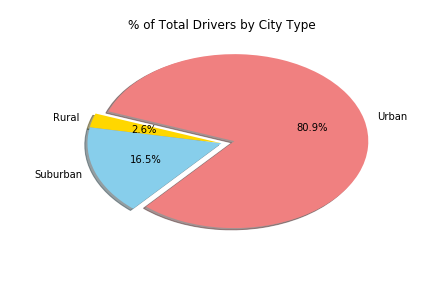 % of Total Drivers by City Type
Rural
2.6%
Urban
80.9%
Suburban
16.5%